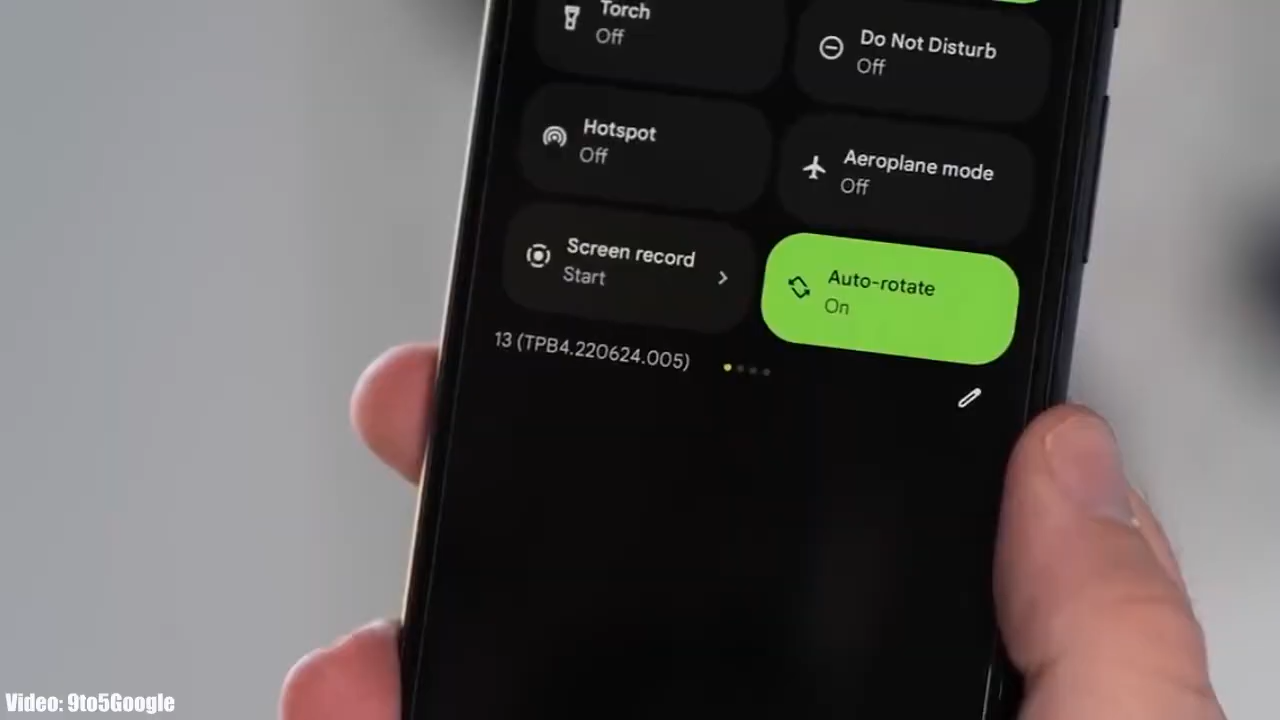 Torch
Off
Do Not Disturb
Off
Hotspot
Off
Aeroplane mode
Off
Screen record
Start
Auto-rotate
On
13 (TPB4.220624.005)
Video: 9to5Google